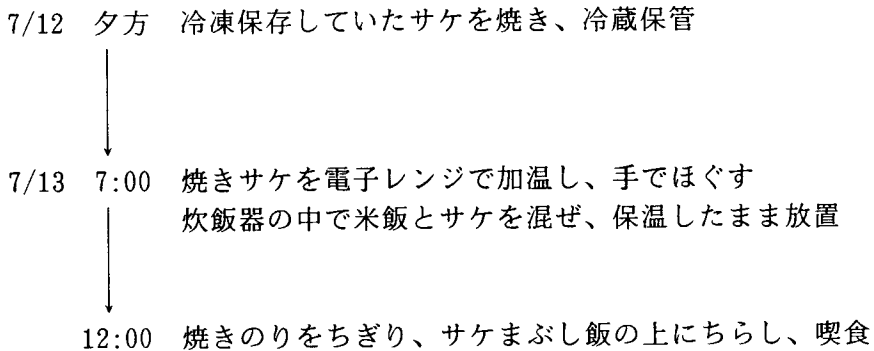 7/12 夕方 冷凍保存していたサケを焼き、冷蔵保管
7/13 7:00 焼きサケを電子レンジで加温し、手でほぐす
炊飯器の中で米飯とサケを混ぜ、保温したまま放置
12:00 焼きのりをちぎり、サケまぶし飯の上にちらし、喫食